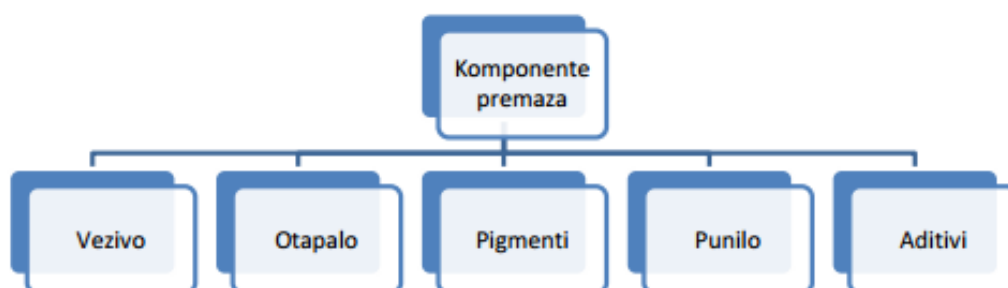 Komponente
premaza
Vezivo
Otapalo
Pigmenti
Punilo
Aditivi